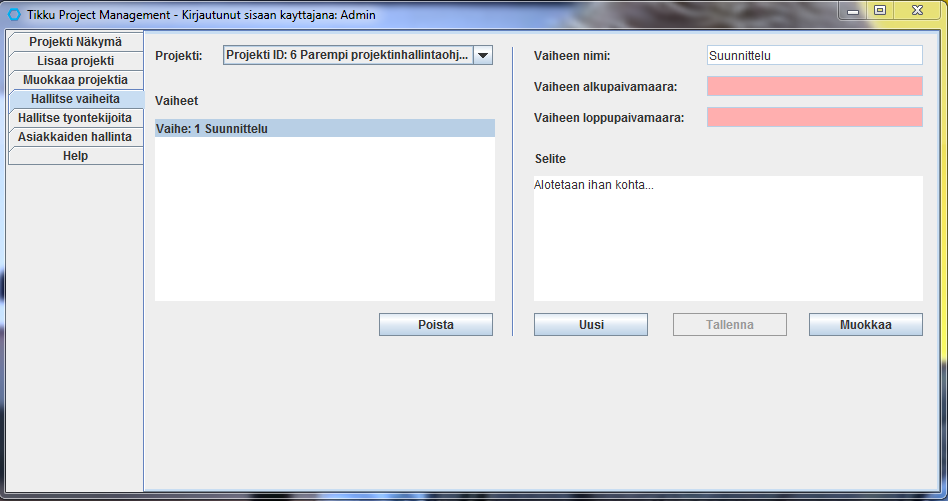 Tikku Project Management - Kirjautunut sisaan kayttajana: Admin
Projekti Näkymä
Lisaa projekti
Muokkaa projektia
Hallitse vaiheita
Hallitse tyontekijoita
Asiakkaiden hallinta
Help
Projekti:
Projekti ID: 6 Parempi projektinhallintaohj...
Vaiheet
Vaihe: 1 Suunnittelu
Poista
Vaiheen nimi:
Suunnittelu
Vaiheen alkupaivamaara:
Vaiheen loppupaivamaara:
Selite
Alotetaan ihan kohta...
Uusi
Tallenna
Muokkaa